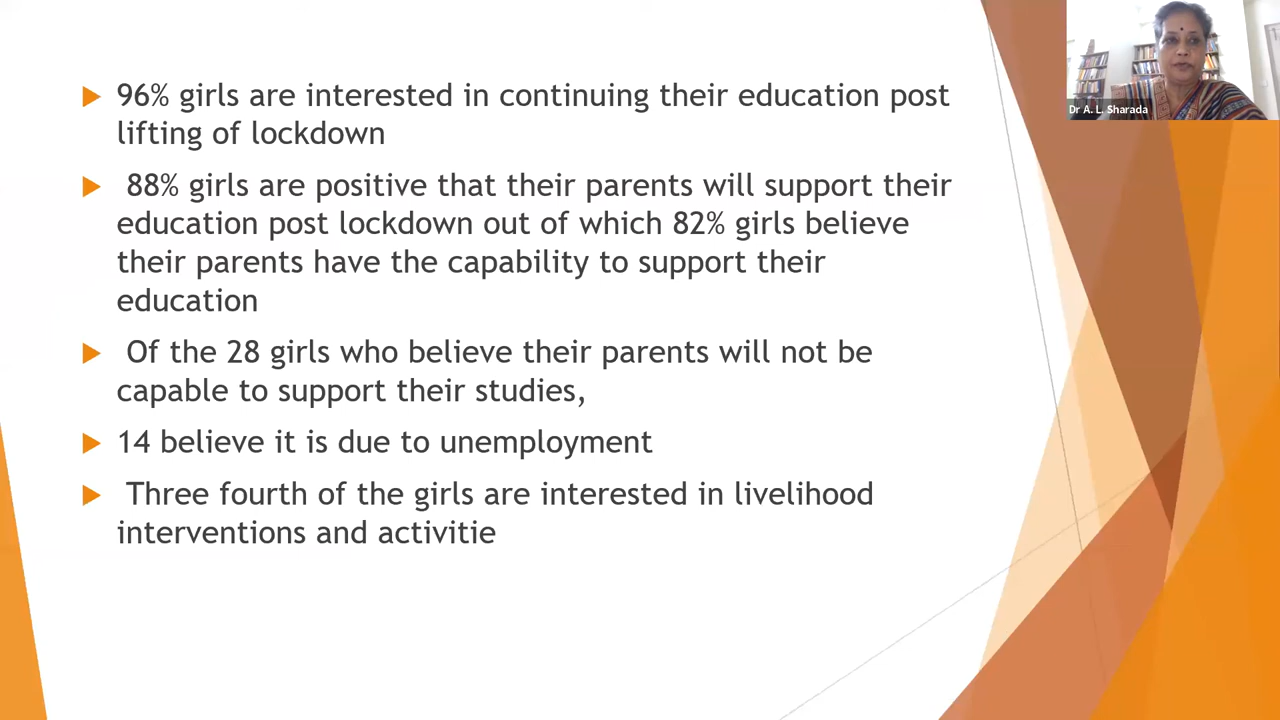 96% girls are interested in continuing their education post
lifting of lockdown
88% girls are positive that their parents will support their
education post lockdown out of which 82% girls believe
their parents have the capability to support their
education
Of the 28 girls who believe their parents will not be
capable to support their studies,
14 believe it is due to unemployment
Three fourth of the girls are interested in livelihood
interventions and activitie
Dr A. L. Sharada